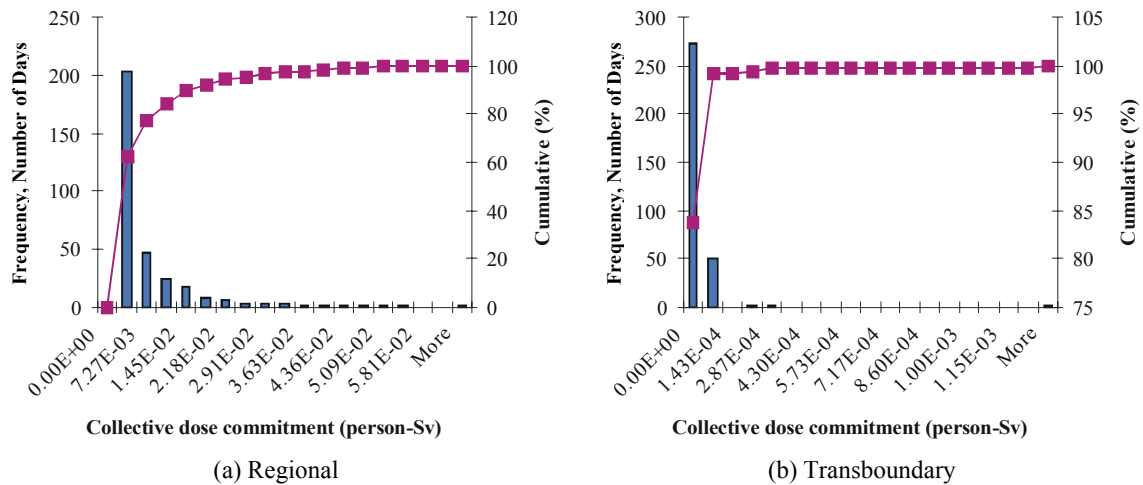 250
200
150
100
50
0
Frequency, Number of Days
120
100
80
60
40
20
0
Cumulative (%)
0.00E+00
7.27E-03
1.45E-02
2.18E-02
2.91E-02
3.63E-02
4.36E-02
5.09E-02
5.81E-02
More
Collective dose commitment (person-Sv)
(a) Regional
300
250
200
150
100
50
0
Frequency, Number of Days
105
100
95
90
85
80
75
Cumulative (%)
0.00E+00
1.43E-04
2.87E-04
4.30E-04
5.73E-04
7.17E-04
8.60E-04
1.00E-03
1.15E-03
More
Collective dose commitment (person-Sv)
(b) Transboundary